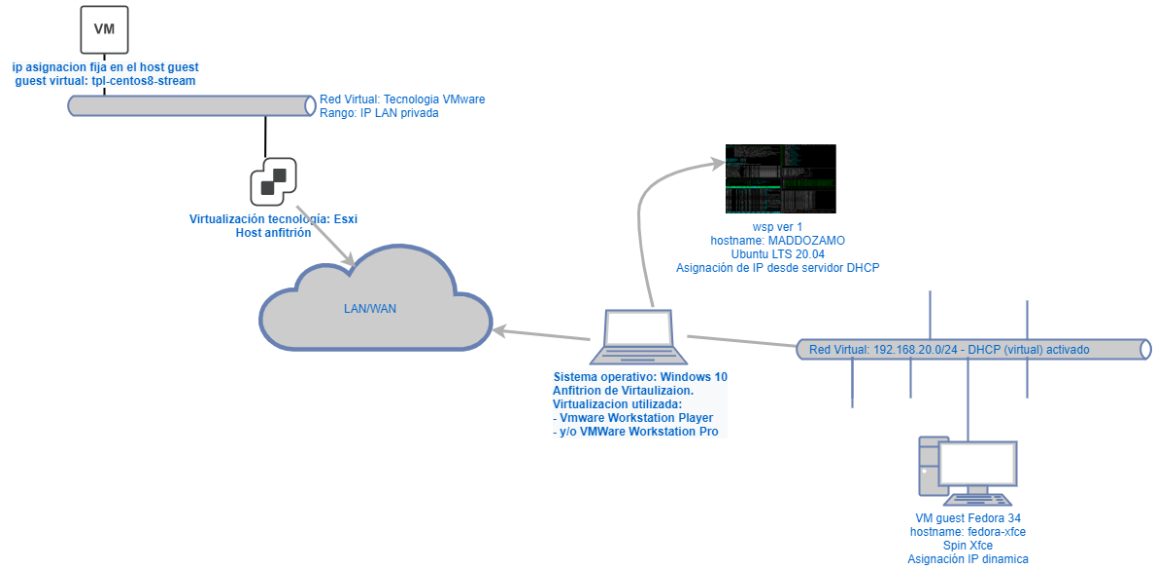 VM
ip asignacion fija en el host guest
guest virtual: tpl-centos8-stream
Red Virtual: Tecnologia VMware
Rango: IP LAN privada
Virtualización tecnología: Esxi
Host anfitrión
LAN/WAN
wsp ver 1
hostname: MADDOZAMO
Ubuntu LTS 20.04
Asignación de IP desde servidor DHCP
Red Virtual: 192.168.20.0/24 - DHCP (virtual) activado
Sistema operativo: Windows 10
Anfitrion de Virtaulizaion.
Virtualizacion utilizada:
- Vmware Workstation Player
- y/o VMWare Workstation Pro
VM guest Fedora 34
hostname: fedora-xfce
Spin Xfce
Asignación IP dinamica